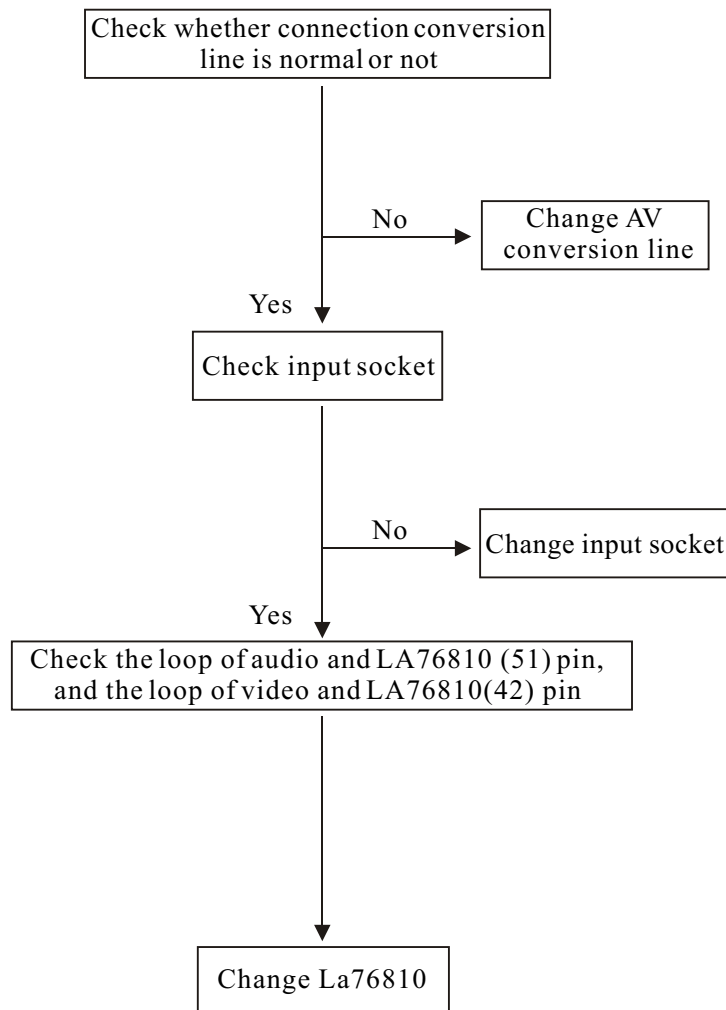 Check whether connection conversion
line is normal or not
No
Change AV
conversion line
Yes
Check input socket
No
Change input socket
Yes
Check the loop of audio and LA76810 (51) pin,
and the loop of video and LA76810(42) pin
Change La76810